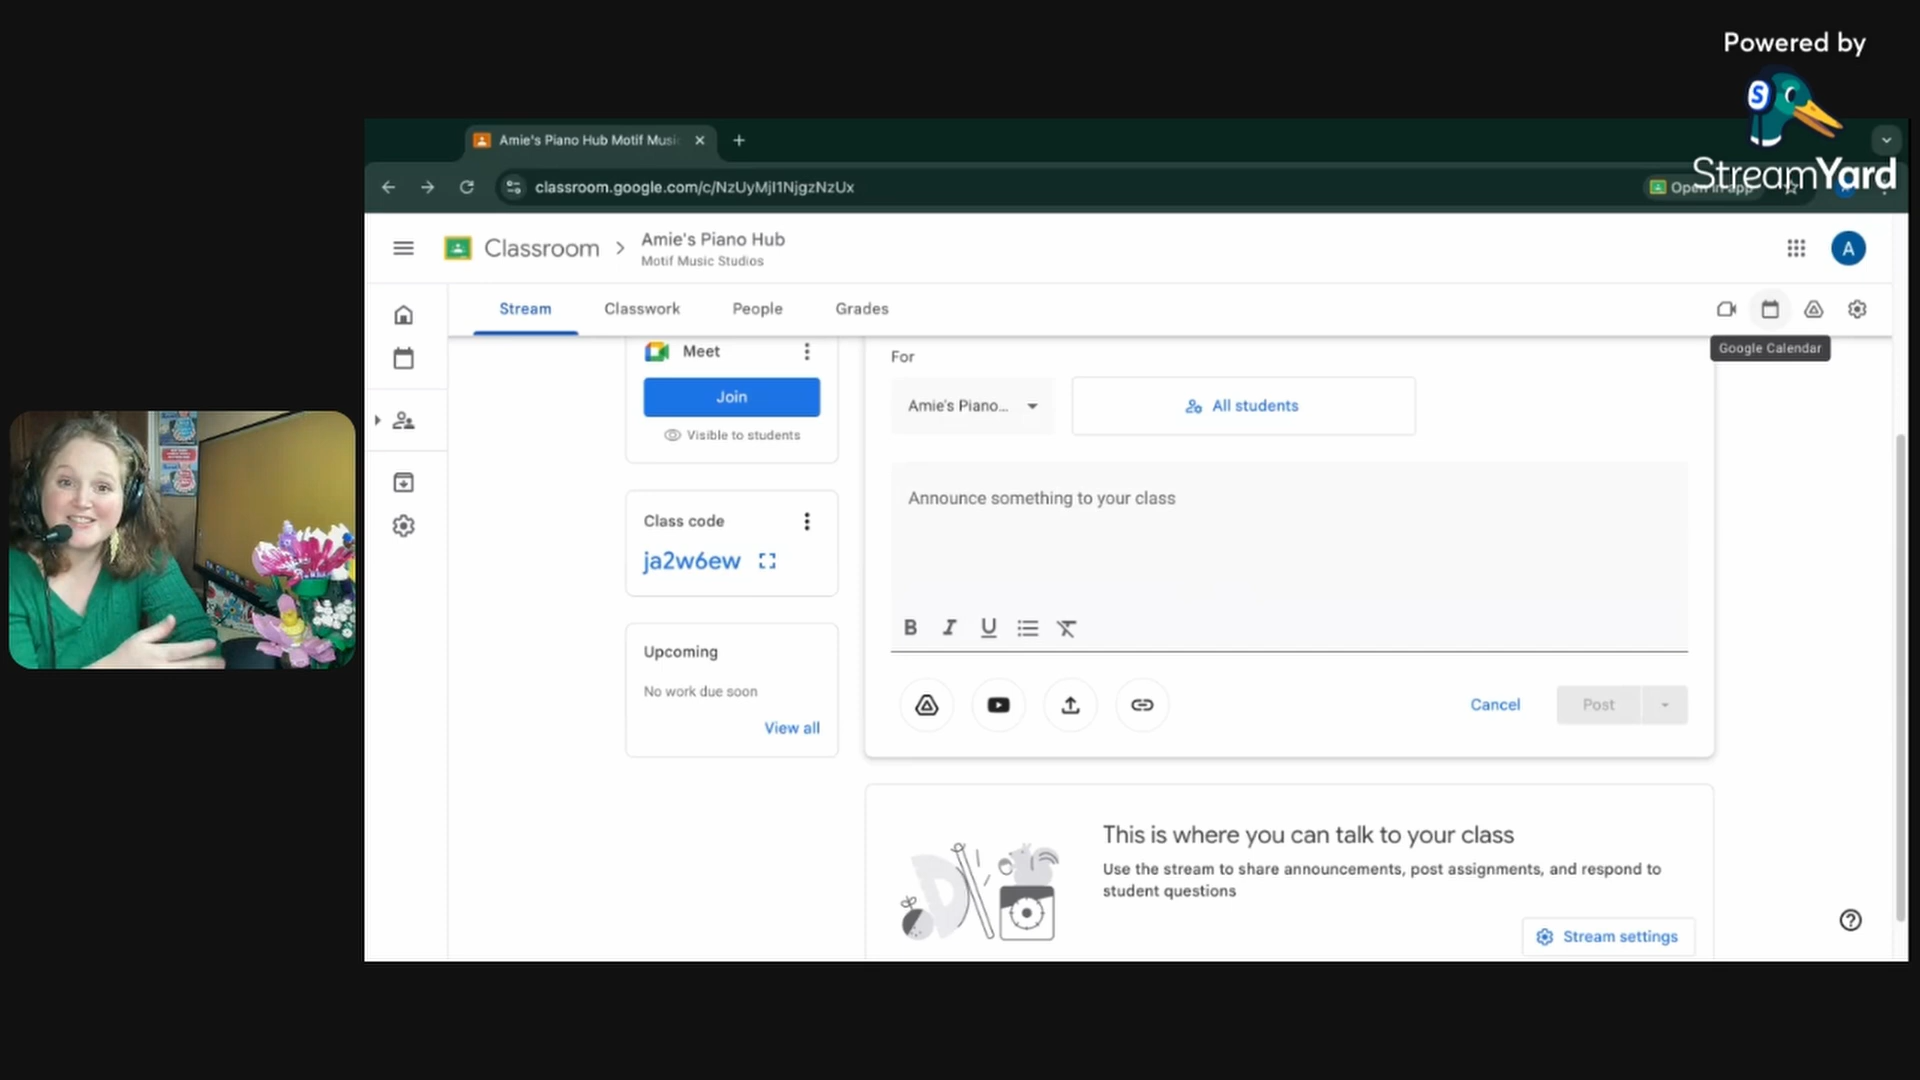 Powered by
StreamYard
Amie's Piano Hub Motif Musi
classroom.google.com/c/NzUyMjI1NjgzNzUx
Open in app
Classroom
Amie's Piano Hub
Motif Music Studios
A
Stream
Classwork
People
Grades
Google Calendar
Meet
Join
Visible to students
For
Amie's Piano...
All students
Class code
ja2w6ew
Announce something to your class
Upcoming
No work due soon
View all
B I U
Cancel
Post
This is where you can talk to your class
Use the stream to share announcements, post assignments, and respond to
student questions
Stream settings